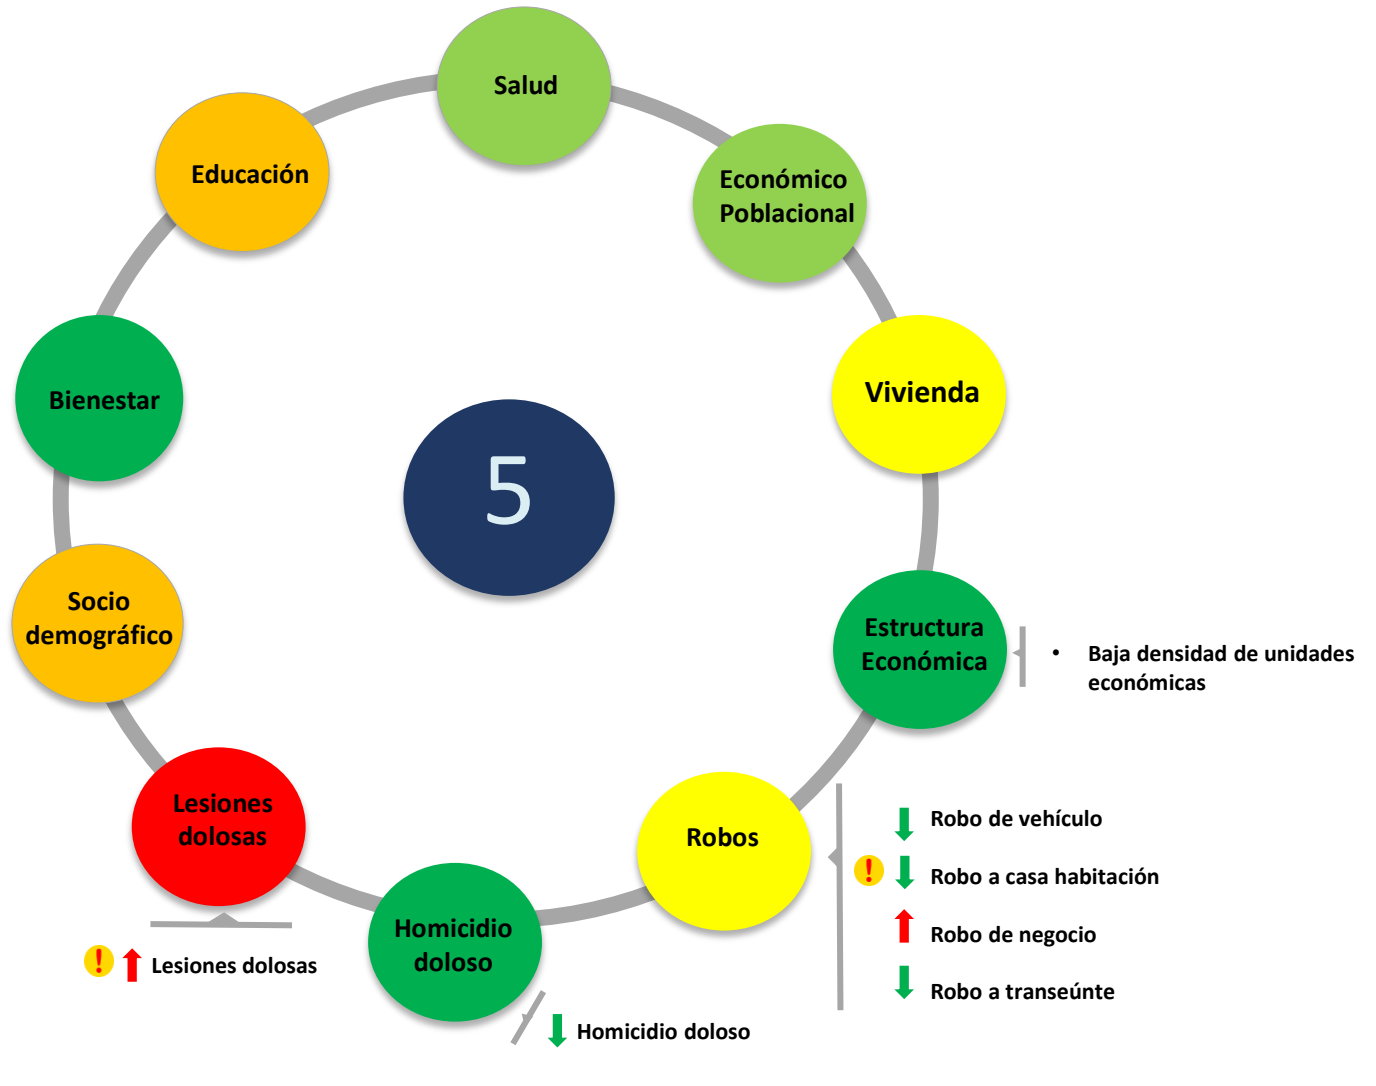 Salud
Económico
Poblacional
Educación
Vivienda
Bienestar
5
Socio
demográfico
Estructura
Económica
• Baja densidad de unidades
económicas
Lesiones
dolosas
Robos
Robo de vehículo
! Robo a casa habitación
Robo de negocio
Robo a transeúnte
Homicidio
doloso
! Lesiones dolosas
Homicidio doloso